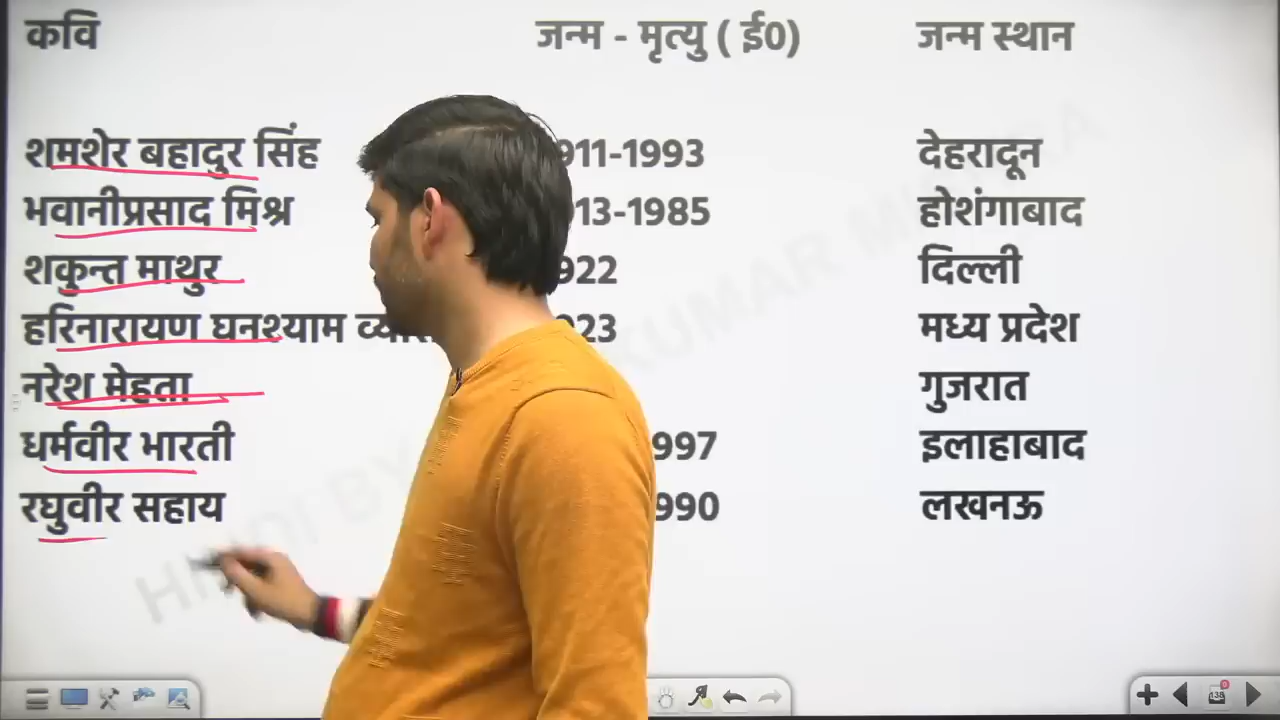 कवि जन्म - मृत्यु ( ई0) जन्म स्थान
शमशेर बहादुर सिंह 911-1993 देहरादून
भवानीप्रसाद मिश्र 13-1985 होशंगाबाद
शकुन्त माथुर 922 दिल्ली
हरिनारायण घनश्याम मध्य प्रदेश
नरेश मेहता गुजरात
धर्मवीर भारती 997 इलाहाबाद
रघुवीर सहाय 990 लखनऊ
138